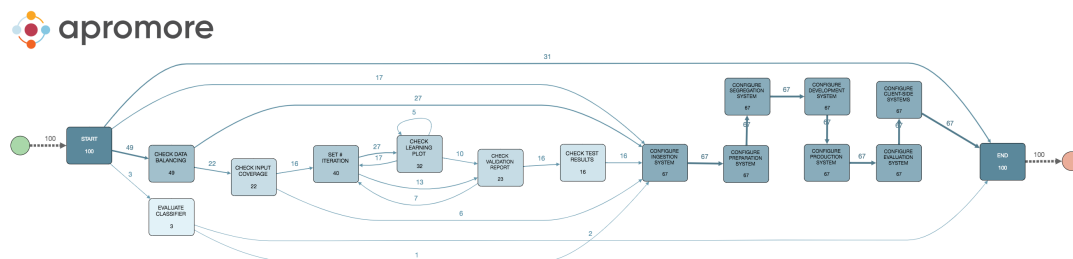 apromore
31
17
27
5
CONFIGURE
SEGREGATION
SYSTEM
67
67
CONFIGURE
DEVELOPMENT
SYSTEM
67
CONFIGURE
CLIENT-SIDE
SYSTEMS
67
67
67
67
67
100
START
100
49
CHECK DATA
BALANCING
49
22
CHECK INPUT
COVERAGE
22
18
SET #
ITERATION
40
27
17
CHECK
LEARNING
PLOT
32
10
13
7
CHECK
VALIDATION
REPORT
23
16
CHECK TEST
RESULTS
16
16
CONFIGURE
INGESTION
SYSTEM
67
67
CONFIGURE
PREPARATION
SYSTEM
67
CONFIGURE
PRODUCTION
SYSTEM
67
67
CONFIGURE
EVALUATION
SYSTEM
67
END
100
100
3
EVALUATE
CLASSIFIER
3
6
2
1